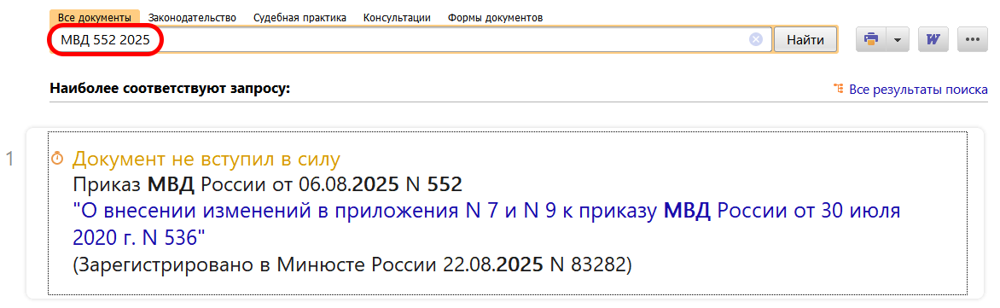 Все документы Законодательство Судебная практика Консультации Формы документов
МВД 552 2025 Найти
Наиболее соответствуют запросу: Все результаты поиска
1 Документ не вступил в силу
Приказ МВД России от 06.08.2025 N 552
"О внесении изменений в приложения N 7 и N 9 к приказу МВД России от 30 июля
2020 г. N 536"
(Зарегистрировано в Минюсте России 22.08.2025 N 83282)